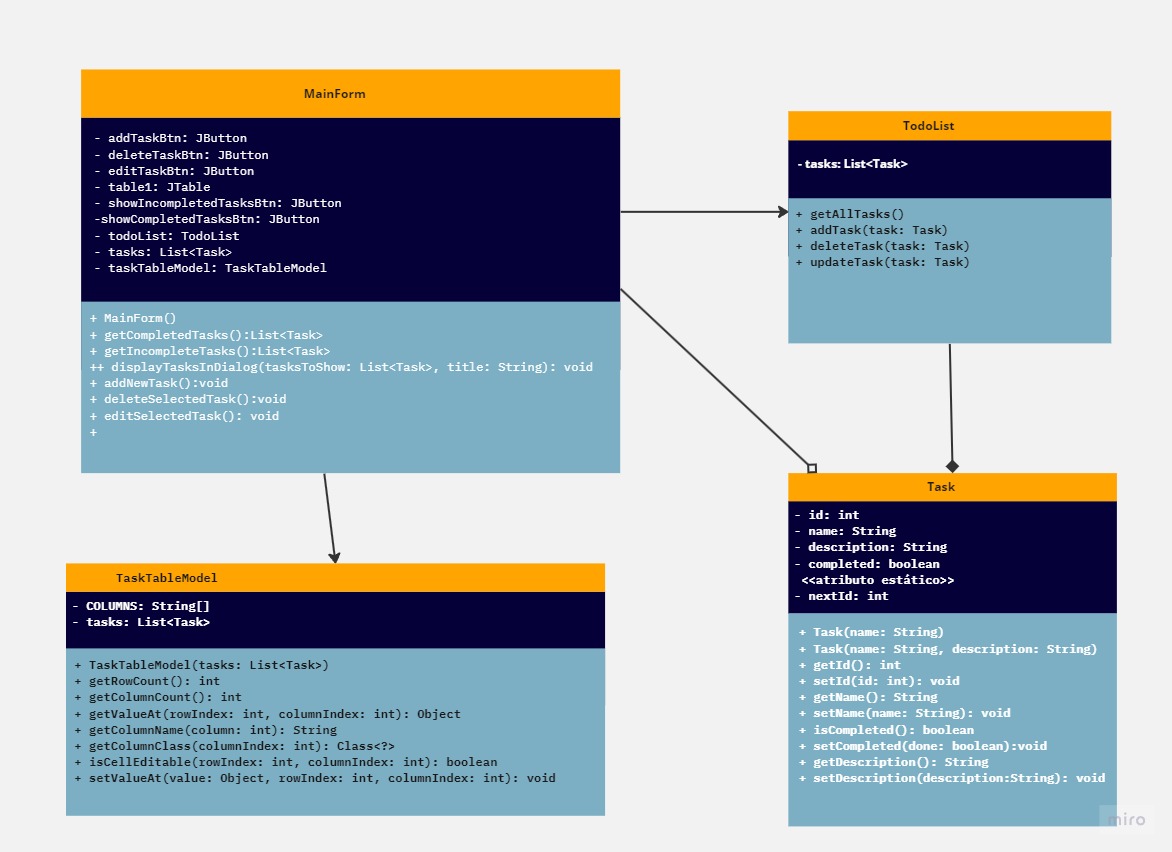 MainForm
- addTaskBtn: JButton
- deleteTaskBtn: JButton
- editTaskBtn: JButton
- table1: JTable
- showIncompletedTasksBtn: JButton
-showCompletedTasksBtn: JButton
- todoList: TodoList
- tasks: List<Task>
- taskTableModel: TaskTableModel
+ MainForm()
+ getCompletedTasks():List<Task>
+ getIncompleteTasks():List<Task>
++ displayTasksInDialog(tasksToShow: List<Task>, title: String): void
+ addNewTask():void
+ deleteSelectedTask():void
+ editSelectedTask(): void
+
TodoList
- tasks: List<Task>
+ getAllTasks()
+ addTask(task: Task)
+ deleteTask(task: Task)
+ updateTask(task: Task)
TaskTableModel
- COLUMNS: String[]
- tasks: List<Task>
+ TaskTableModel(tasks: List<Task>)
+ getRowCount(): int
+ getColumnCount(): int
+ getValueAt(rowIndex: int, columnIndex: int): Object
+ getColumnName(column: int): String
+ getColumnClass(columnIndex: int): Class<?>
+ isCellEditable(rowIndex: int, columnIndex: int): boolean
+ setValueAt(value: Object, rowIndex: int, columnIndex: int): void
Task
- id: int
- name: String
- description: String
- completed: boolean
<<atributo estático>>
- nextId: int
+ Task(name: String)
+ Task(name: String, description: String)
+ getId(): int
+ setId(id: int): void
+ getName(): String
+ setName(name: String): void
+ isCompleted(): boolean
+ setCompleted(done: boolean):void
+ getDescription(): String
+ setDescription(description:String): void
miro